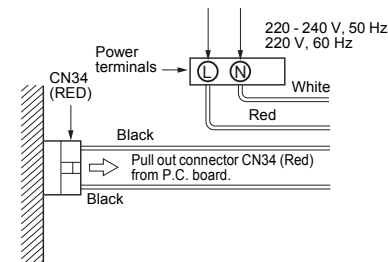 220 - 240 V, 50 Hz
220 V, 60 Hz
Power
terminals
L N
CN34
(RED)
White
Red
Black
Pull out connector CN34 (Red)
from P.C. board.
Black